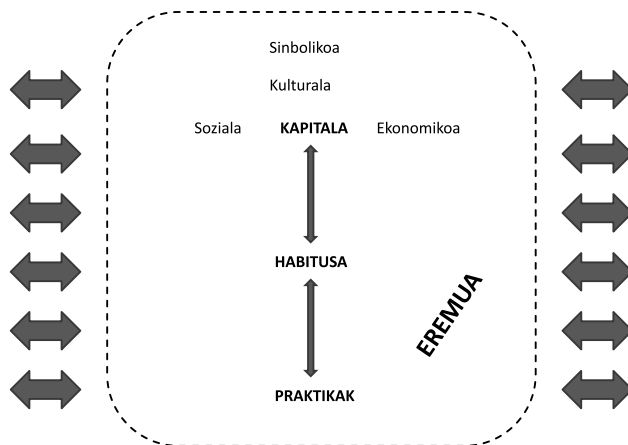 Sinbolikoa
Kulturala
Soziala KAPITALA Ekonomikoa
HABITUSA
EREMUA
PRAKTIKAK